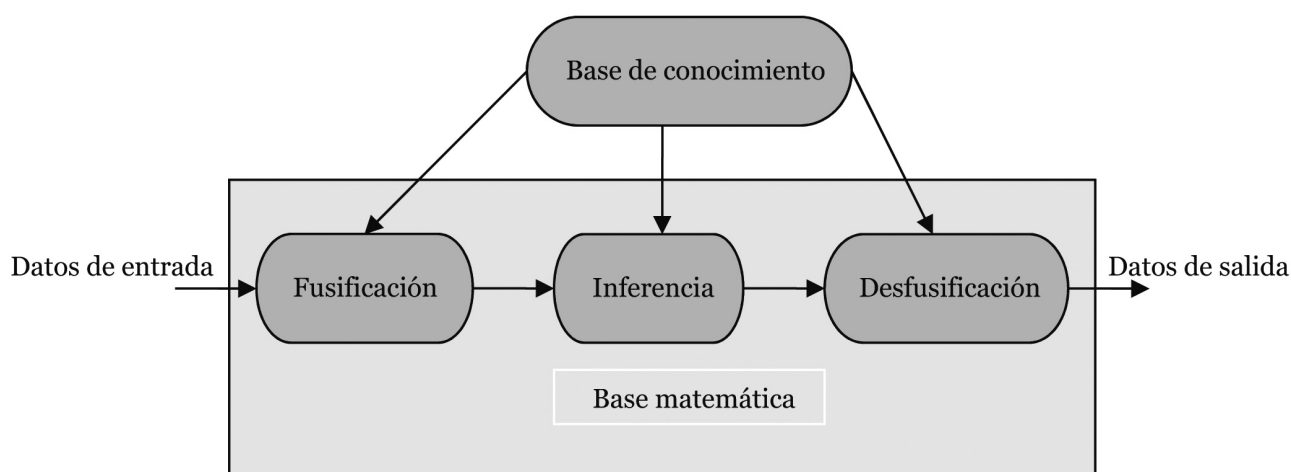 Base de conocimiento
Datos de entrada
Fusificación
Inferencia
Desfusificación
Datos de salida
Base matemática